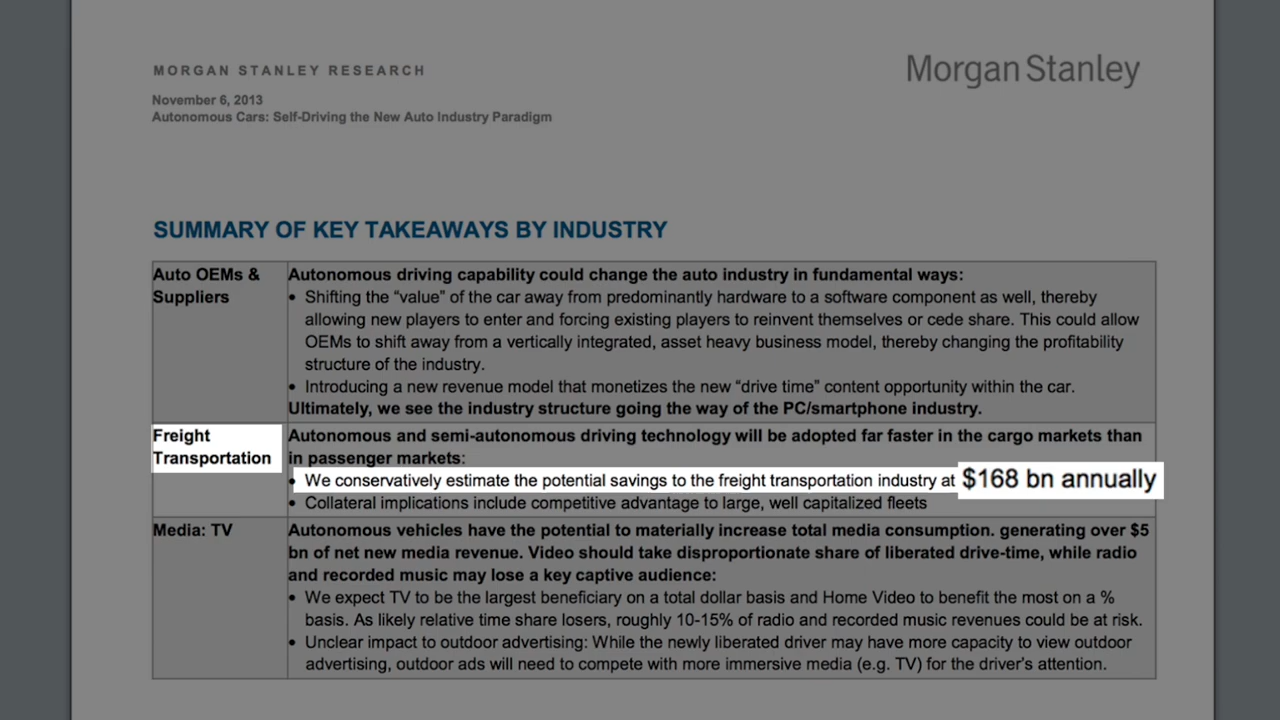 MORGAN STANLEY RESEARCH
Morgan Stanley
November 6, 2013
Autonomous Cars: Self-Driving the New Auto Industry Paradigm
SUMMARY OF KEY TAKEAWAYS BY INDUSTRY
Auto OEMs &
Suppliers
Autonomous driving capability could change the auto industry in fundamental ways:
• Shifting the “value” of the car away from predominantly hardware to a software component as well, thereby
allowing new players to enter and forcing existing players to reinvent themselves or cede share. This could allow
OEMs to shift away from a vertically integrated, asset heavy business model, thereby changing the profitability
structure of the industry.
• Introducing a new revenue model that monetizes the new “drive time” content opportunity within the car.
Ultimately, we see the industry structure going the way of the PC/smartphone industry.
Freight
Transportation
Autonomous and semi-autonomous driving technology will be adopted far faster in the cargo markets than
in passenger markets:
• We conservatively estimate the potential savings to the freight transportation industry at $168 bn annually
• Collateral implications include competitive advantage to large, well capitalized fleets
Media: TV
Autonomous vehicles have the potential to materially increase total media consumption. generating over $5
bn of net new media revenue. Video should take disproportionate share of liberated drive-time, while radio
and recorded music may lose a key captive audience:
• We expect TV to be the largest beneficiary on a total dollar basis and Home Video to benefit the most on a %
basis. As likely relative time share losers, roughly 10-15% of radio and recorded music revenues could be at risk.
• Unclear impact to outdoor advertising: While the newly liberated driver may have more capacity to view outdoor
advertising, outdoor ads will need to compete with more immersive media (e.g. TV) for the driver's attention.